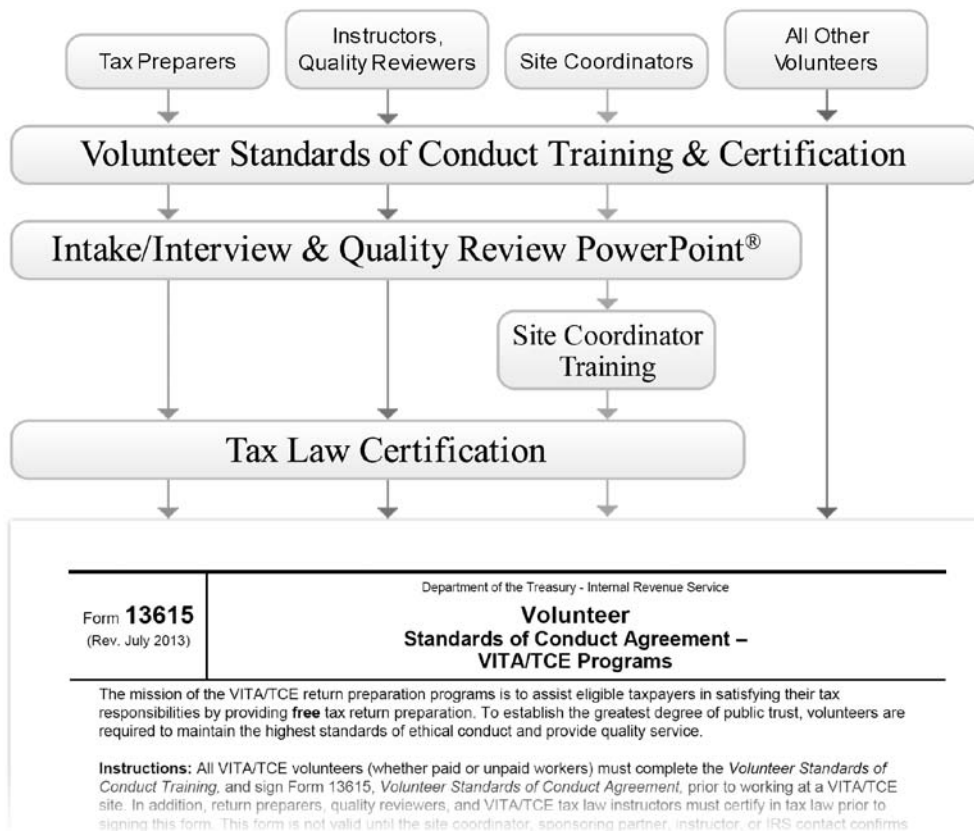 Tax Preparers
Instructors,
Quality Reviewers
Site Coordinators
All Other
Volunteers
Volunteer Standards of Conduct Training & Certification
Intake/Interview & Quality Review PowerPoint®
Site Coordinator
Training
Tax Law Certification
Form 13615
(Rev. July 2013)
Department of the Treasury - Internal Revenue Service
Volunteer
Standards of Conduct Agreement –
VITA/TCE Programs
The mission of the VITA/TCE return preparation programs is to assist eligible taxpayers in satisfying their tax
responsibilities by providing free tax return preparation. To establish the greatest degree of public trust, volunteers are
required to maintain the highest standards of ethical conduct and provide quality service.
Instructions: All VITA/TCE volunteers (whether paid or unpaid workers) must complete the Volunteer Standards of
Conduct Training, and sign Form 13615, Volunteer Standards of Conduct Agreement, prior to working at a VITA/TCE
site. In addition, return preparers, quality reviewers, and VITA/TCE tax law instructors must certify in tax law prior to
signing this form. This form is not valid until the site coordinator, sponsoring partner, instructor, or IRS contact confirms